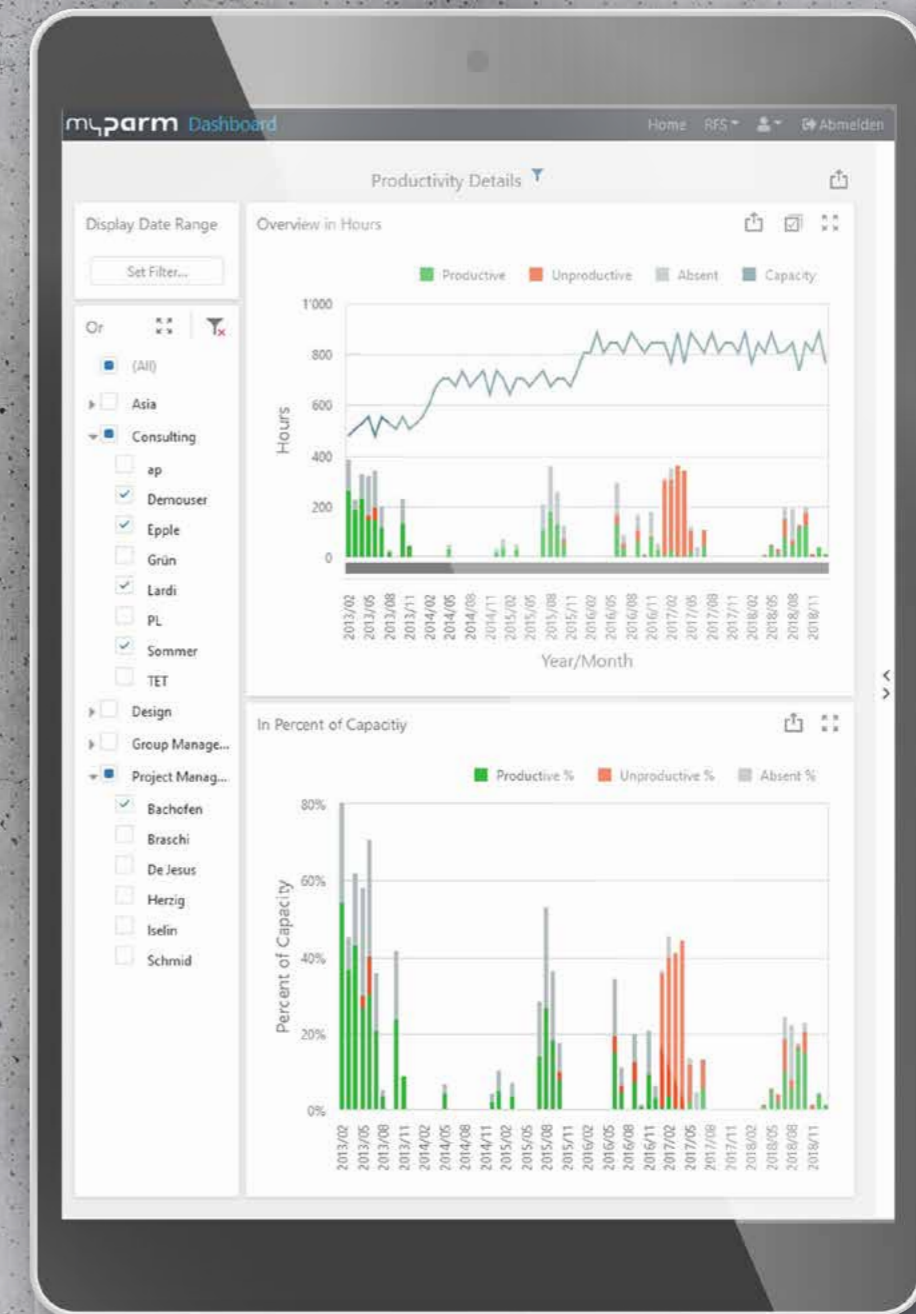 myparm Dashboard
Home RFS Abmelden
Productivity Details
Display Date Range
Set Filter...
Or
(All)
Asia
Consulting
ap
Demouser
Epple
Grün
Lardi
PL
Sommer
TET
Design
Group Manage...
Project Manag...
Bachofen
Braschi
De Jesus
Herzig
Iselin
Schmid
Overview in Hours
Productive Unproductive Absent Capacity
1'000
800
600
400
200
0
Hours
2013/02 2013/05 2013/08 2013/11 2014/02 2014/05 2014/08 2014/11 2015/02 2015/05 2015/08 2015/11 2016/02 2016/05 2016/08 2016/11 2017/02 2017/05 2017/08 2017/11 2018/02 2018/05 2018/08 2018/11
Year/Month
In Percent of Capacitiy
Productive % Unproductive % Absent %
80%
60%
40%
20%
0%
Percent of Capacity
2013/02 2013/05 2013/08 2013/11 2014/02 2014/05 2014/08 2014/11 2015/02 2015/05 2015/08 2015/11 2016/02 2016/05 2016/08 2016/11 2017/02 2017/05 2017/08 2017/11 2018/02 2018/05 2018/08 2018/11